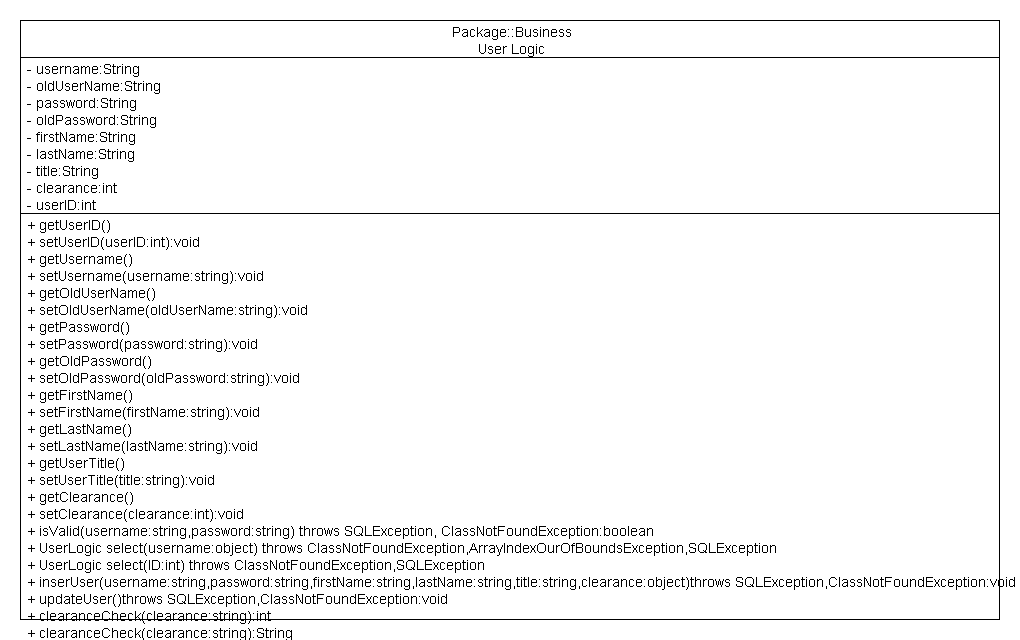 Package::Business
User Logic
- username:String
- oldUserName:String
- password:String
- oldPassword:String
- firstName:String
- lastName:String
- title:String
- clearance:int
- userID:int
+ getUserID()
+ setUserID(userID:int):void
+ getUsername()
+ setUsername(username:string):void
+ getOldUserName()
+ setOldUserName(oldUserName:string):void
+ getPassword()
+ setPassword(password:string):void
+ getOldPassword()
+ setOldPassword(oldPassword:string):void
+ getFirstName()
+ setFirstName(firstName:string):void
+ getLastName()
+ setLastName(lastName:string):void
+ getUserTitle()
+ setUserTitle(title:string):void
+ getClearance()
+ setClearance(clearance:int):void
+ isValid(username:string,password:string) throws SQLException, ClassNotFoundException:boolean
+ UserLogic select(username:object) throws ClassNotFoundException,ArrayIndexOurOfBoundsException,SQLException
+ UserLogic select(ID:int) throws ClassNotFoundException,SQLException
+ inserUser(username:string,password:string,firstName:string,lastName:string,title:string,clearance:object)throws SQLException,ClassNotFoundException:void
+ updateUser()throws SQLException,ClassNotFoundException:void
+ clearanceCheck(clearance:string):int
+ clearanceCheck(clearance:string):String